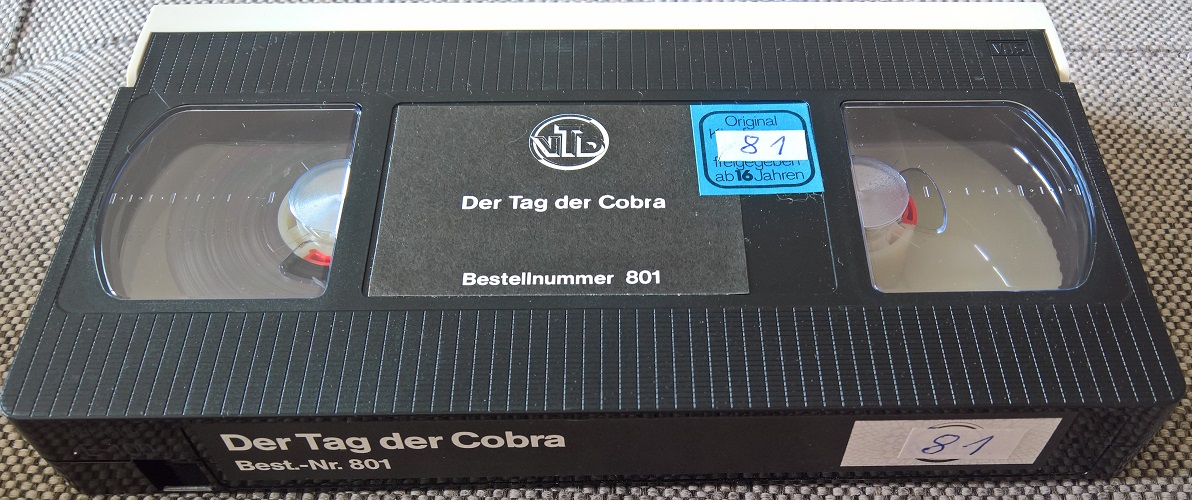 VHS
VTD
Original
81
freigegeben
ab 16 Jahren
Der Tag der Cobra
Bestellnummer 801
Der Tag der Cobra
Best.-Nr. 801
81